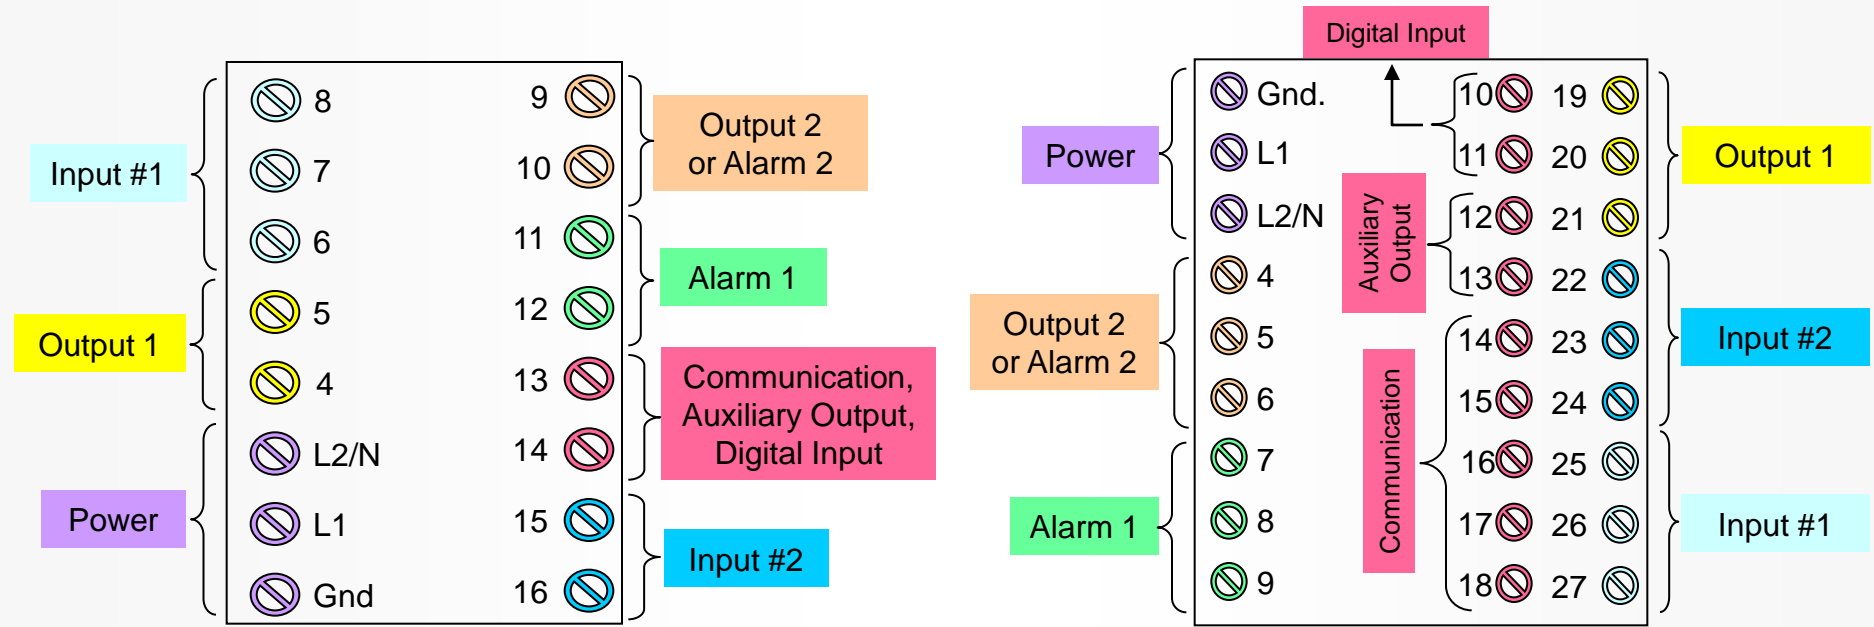 Input #1
Output 1
Power
8
7
6
5
4
L2/N
L1
Gnd
9
10
11
12
13
14
15
16
Output 2
or Alarm 2
Alarm 1
Communication,
Auxiliary Output,
Digital Input
Input #2
Digital Input
Power
Output 2
or Alarm 2
Alarm 1
Gnd.
L1
L2/N
4
5
6
7
8
9
Auxiliary
Output
Communication
10
11
12
13
14
15
16
17
18
19
20
21
22
23
24
25
26
27
Output 1
Input #2
Input #1